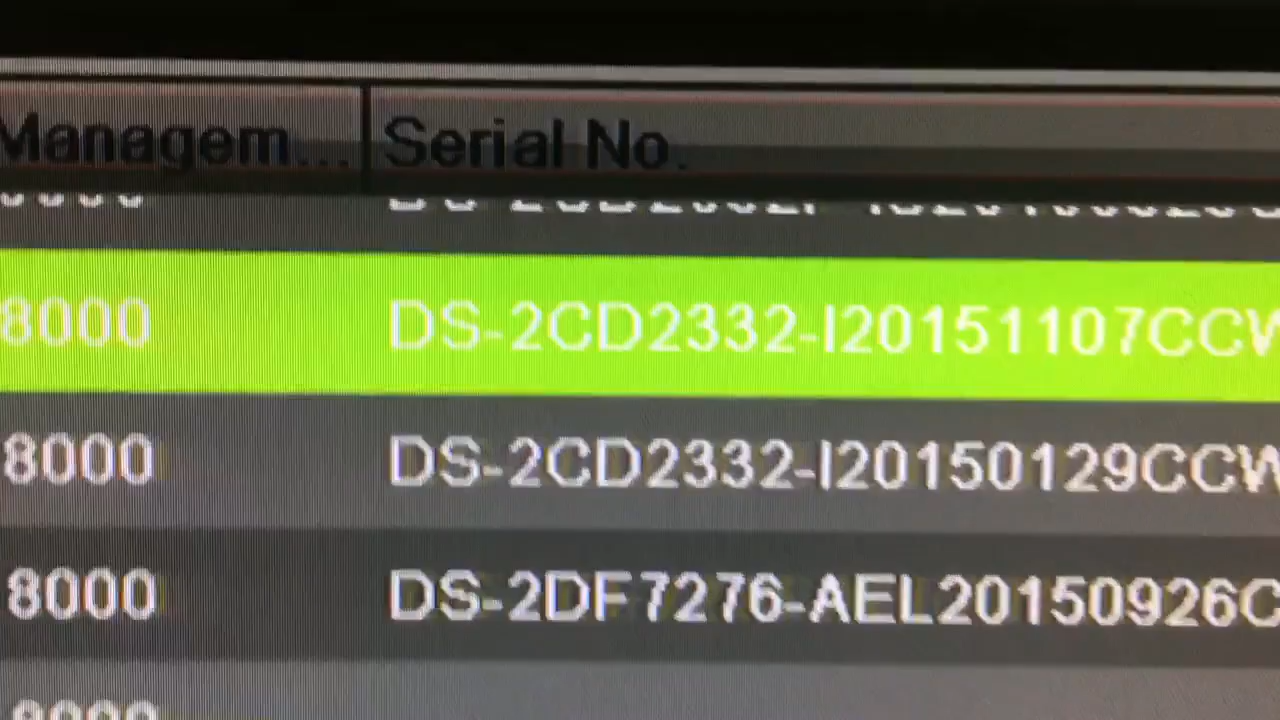 Managem... Serial No.
8000 DS-2CD2332-I20151107CCW
8000 DS-2CD2332-I20150129CCW
8000 DS-2DF7276-AEL20150926C